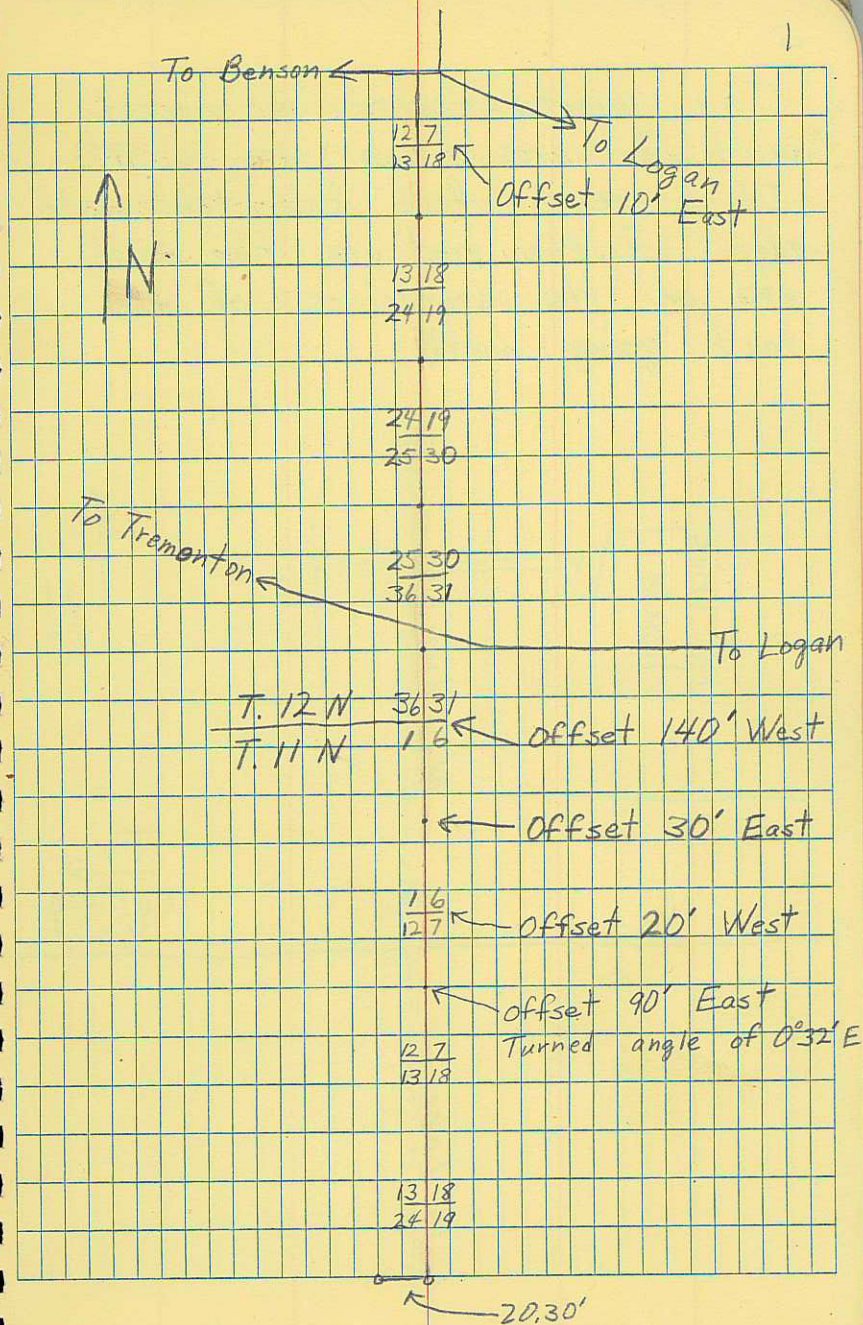 1
To Benson
To Logan
12 7
13 18
Offset 10' East
N
13 18
24 19
24 19
25 30
To Tremonton
25 30
36 31
To Logan
T. 12 N 36 31
T. 11 N 1 6
Offset 140' West
Offset 30' East
1 6
12 7
Offset 20' West
Offset 90' East
Turned angle of 0°32' E
12 7
13 18
13 18
24 19
20.30'